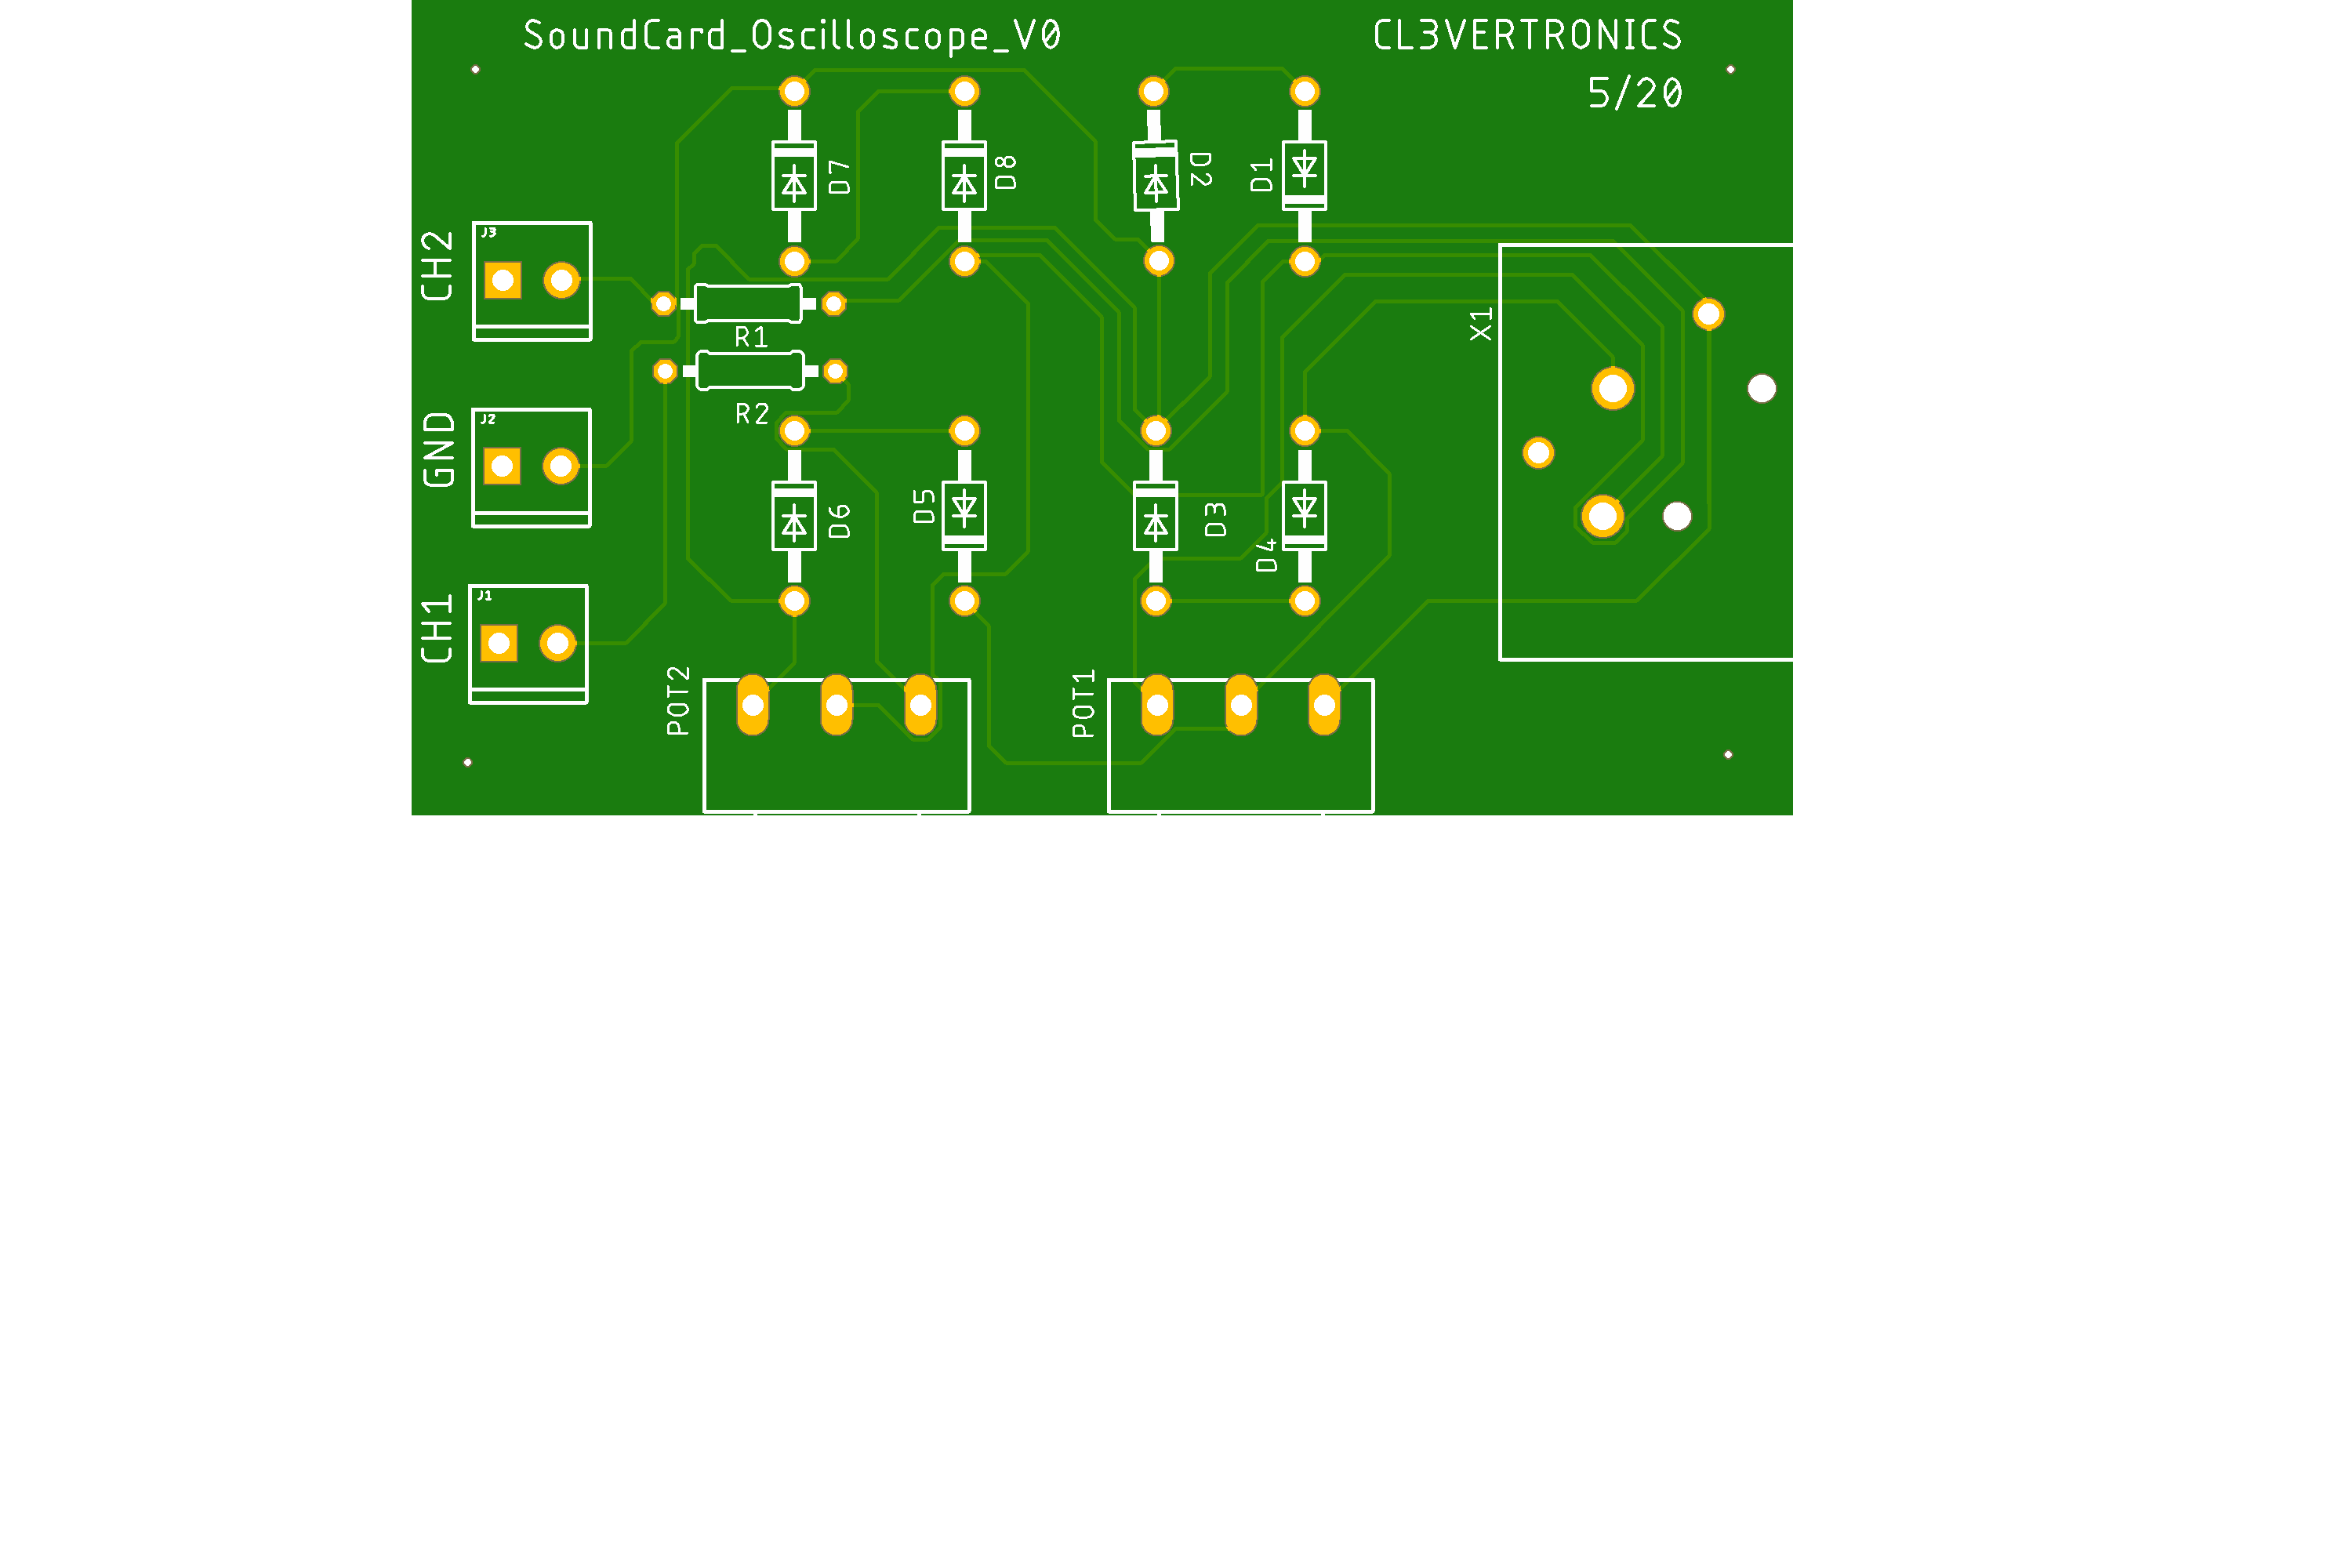 SoundCard_Oscilloscope_V0
CL3VERTRONICS
5/20
D7
D8
D2
D1
CH2
J3
R1
X1
R2
GND
J2
D6
D5
D3
D4
CH1
J1
POT2
POT1